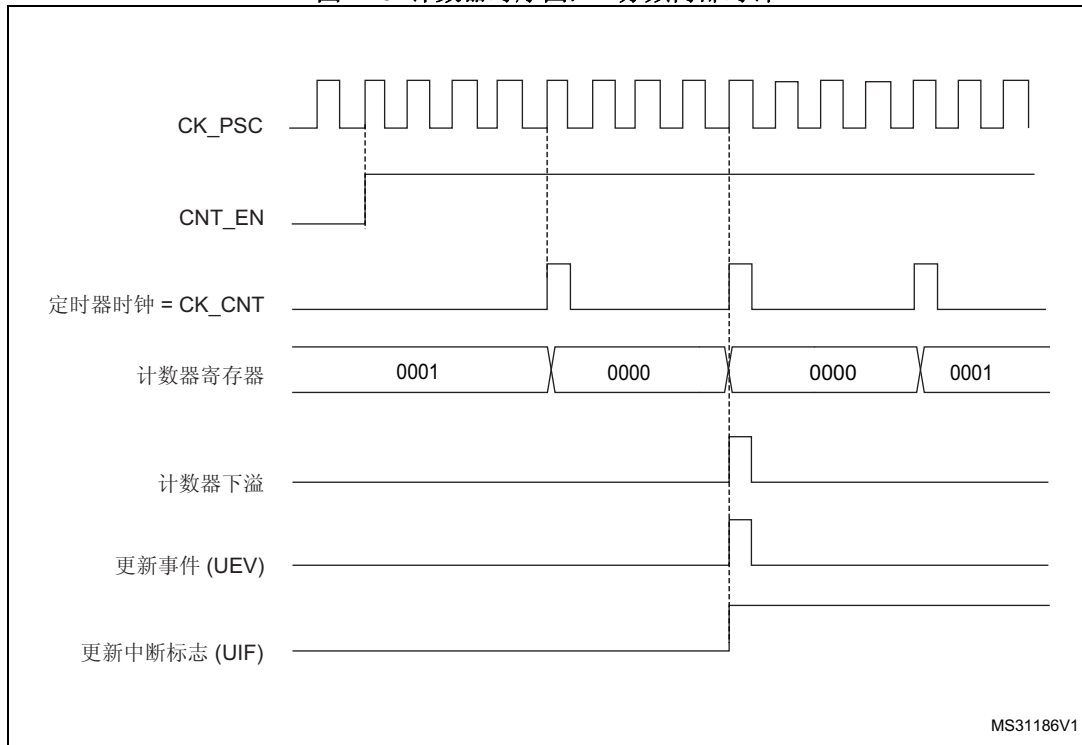 CK_PSC
CNT_EN
定时器时钟 = CK_CNT
计数器寄存器 0001 0000 0000 0001
计数器下溢
更新事件 (UEV)
更新中断标志 (UIF)
MS31186V1